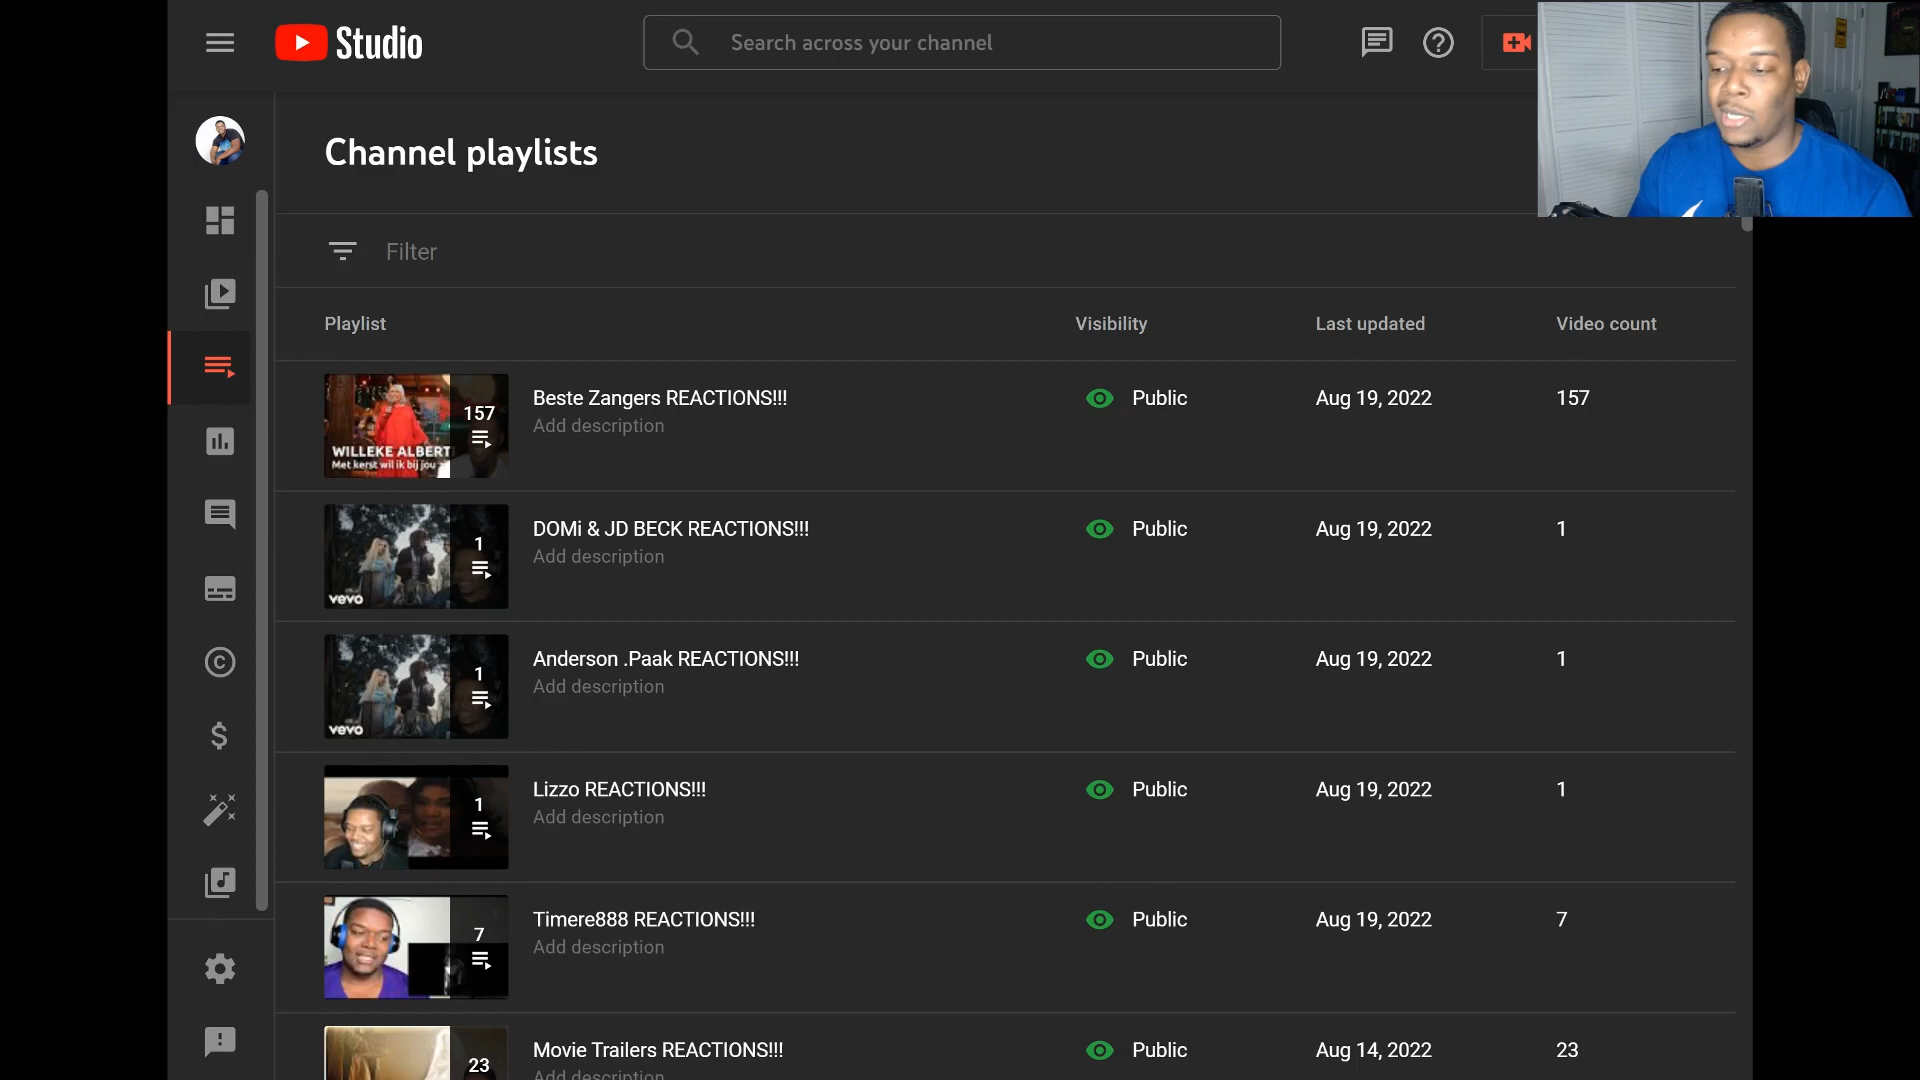 Studio
Search across your channel
Channel playlists
Filter
Playlist Visibility Last updated Video count
157
WILLEKE ALBERT
Met kerst wil ik bij jou
Beste Zangers REACTIONS!!!
Add description
Public
Aug 19, 2022
157
1
vevo
DOMi & JD BECK REACTIONS!!!
Add description
Public
Aug 19, 2022
1
1
vevo
Anderson .Paak REACTIONS!!!
Add description
Public
Aug 19, 2022
1
1
Lizzo REACTIONS!!!
Add description
Public
Aug 19, 2022
1
7
Timere888 REACTIONS!!!
Add description
Public
Aug 19, 2022
7
23
Movie Trailers REACTIONS!!!
Add description
Public
Aug 14, 2022
23